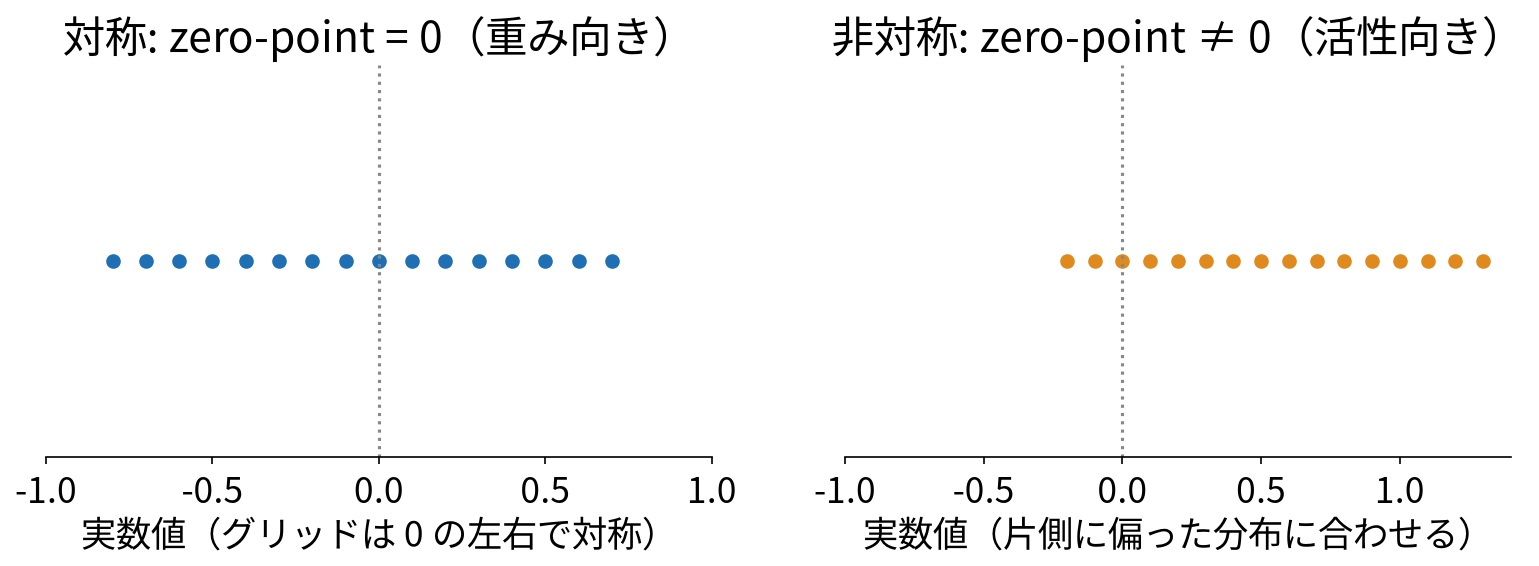 対称: zero-point = 0（重み向き）
-1.0 -0.5 0.0 0.5 1.0
実数値（グリッドは 0 の左右で対称）
非対称: zero-point ≠ 0（活性向き）
-1.0 -0.5 0.0 0.5 1.0
実数値（片側に偏った分布に合わせる）